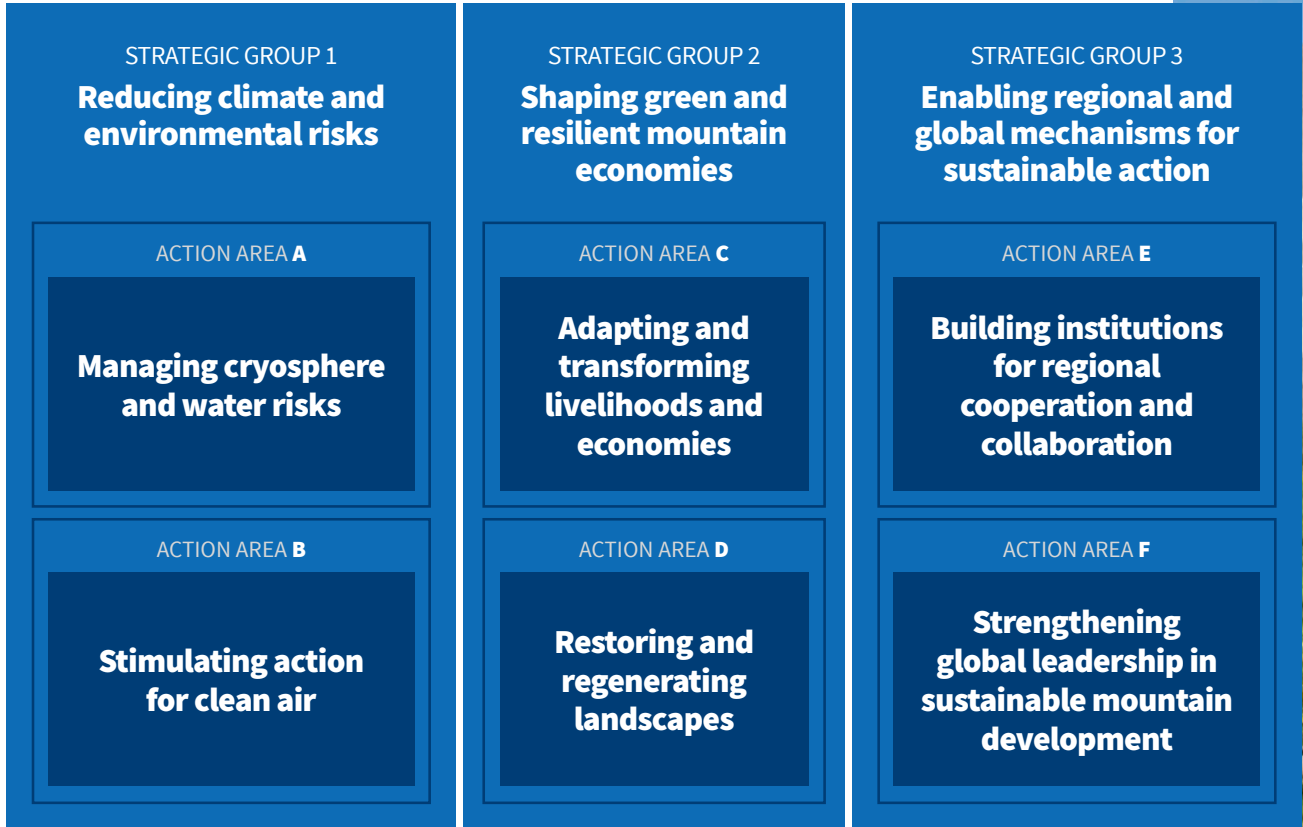 STRATEGIC GROUP 1
Reducing climate and
environmental risks
ACTION AREA A
Managing cryosphere
and water risks
ACTION AREA B
Stimulating action
for clean air
STRATEGIC GROUP 2
Shaping green and
resilient mountain
economies
ACTION AREA C
Adapting and
transforming
livelihoods and
economies
ACTION AREA D
Restoring and
regenerating
landscapes
STRATEGIC GROUP 3
Enabling regional and
global mechanisms for
sustainable action
ACTION AREA E
Building institutions
for regional
cooperation and
collaboration
ACTION AREA F
Strengthening
global leadership in
sustainable mountain
development